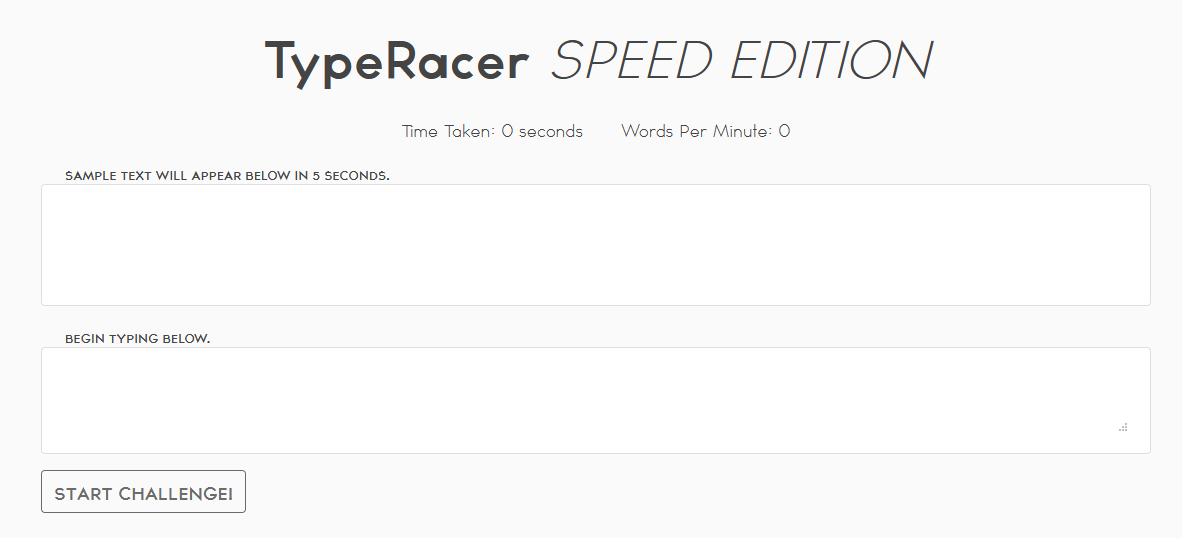 TypeRacer SPEED EDITION
Time Taken: 0 seconds Words Per Minute: 0
SAMPLE TEXT WILL APPEAR BELOW IN 5 SECONDS.
BEGIN TYPING BELOW.
START CHALLENGE!